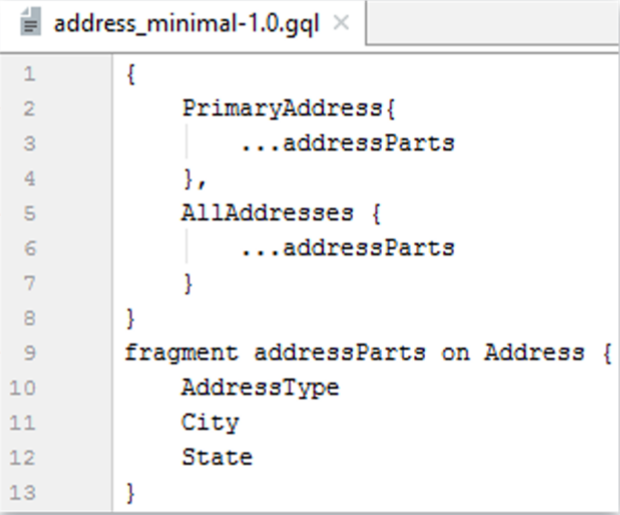 address_minimal-1.0.gql ×
1 {
2 PrimaryAddress{
3 ...addressParts
4 },
5 AllAddresses {
6 ...addressParts
7 }
8 }
9 fragment addressParts on Address {
10 AddressType
11 City
12 State
13 }